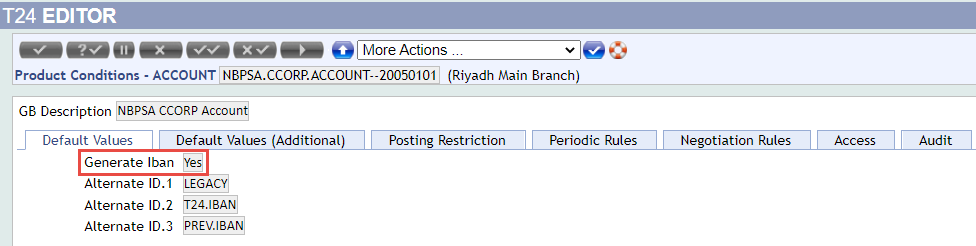 T24 EDITOR
More Actions ...
Product Conditions - ACCOUNT NBPSA.CCORP.ACCOUNT--20050101 (Riyadh Main Branch)
GB Description NBPSA CCORP Account
Default Values Default Values (Additional) Posting Restriction Periodic Rules Negotiation Rules Access Audit
Generate Iban Yes
Alternate ID.1 LEGACY
Alternate ID.2 T24.IBAN
Alternate ID.3 PREV.IBAN